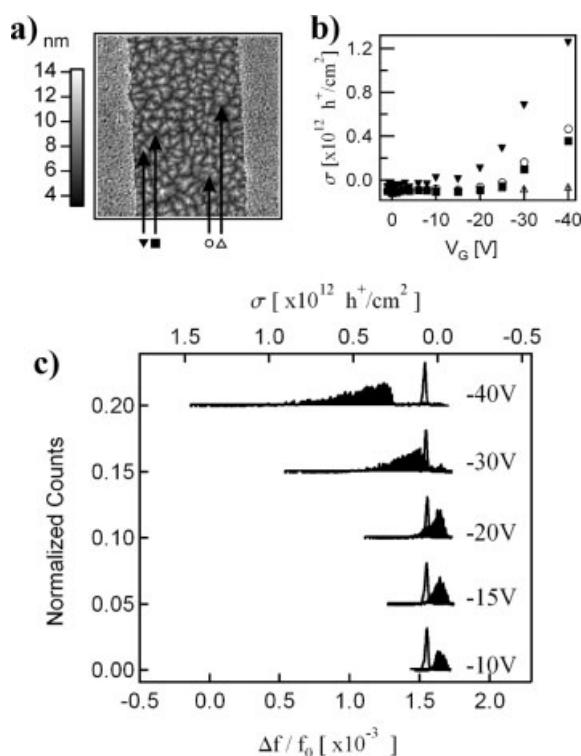 a)
nm
14
12
10
8
6
4
▼ ■ ○ △
b)
σ [x10¹² h⁺/cm²]
1.2
0.8
0.4
0.0
0 -10 -20 -30 -40
V_G [V]
c)
σ [ x10¹² h⁺/cm²]
1.5 1.0 0.5 0.0 -0.5
Normalized Counts
0.20
0.15
0.10
0.05
0.00
-40V
-30V
-20V
-15V
-10V
-0.5 0.0 0.5 1.0 1.5 2.0
Δf / f₀ [ x10⁻³ ]